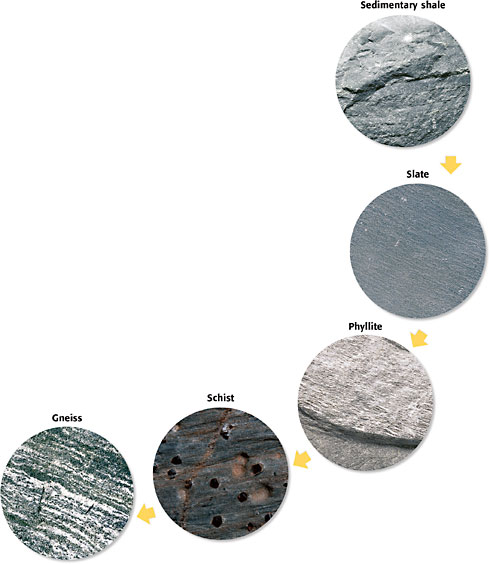 Sedimentary shale
Slate
Phyllite
Schist
Gneiss